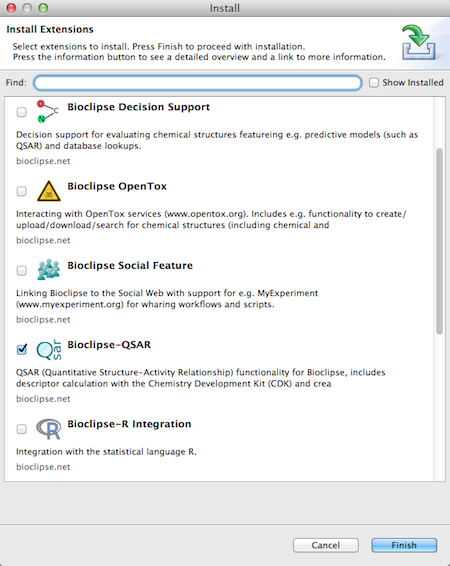 Install
Install Extensions
Select extensions to install. Press Finish to proceed with installation.
Press the information button to see a detailed overview and a link to more information.
Find:
Show Installed
O
C
N
Bioclipse Decision Support
Decision support for evaluating chemical structures featureing e.g. predictive models (such as
QSAR) and database lookups.
bioclipse.net
Bioclipse OpenTox
Interacting with OpenTox services (www.opentox.org). Includes e.g. functionality to create/
upload/download/search for chemical structures (including chemical and
bioclipse.net
Bioclipse Social Feature
Linking Bioclipse to the Social Web with support for e.g. MyExperiment
(www.myexperiment.org) for wharing workflows and scripts.
bioclipse.net
Qsar
Bioclipse-QSAR
QSAR (Quantitative Structure-Activity Relationship) functionality for Bioclipse, includes
descriptor calculation with the Chemistry Development Kit (CDK) and crea
bioclipse.net
R
Bioclipse-R Integration
Integration with the statistical language R.
bioclipse.net
Cancel
Finish